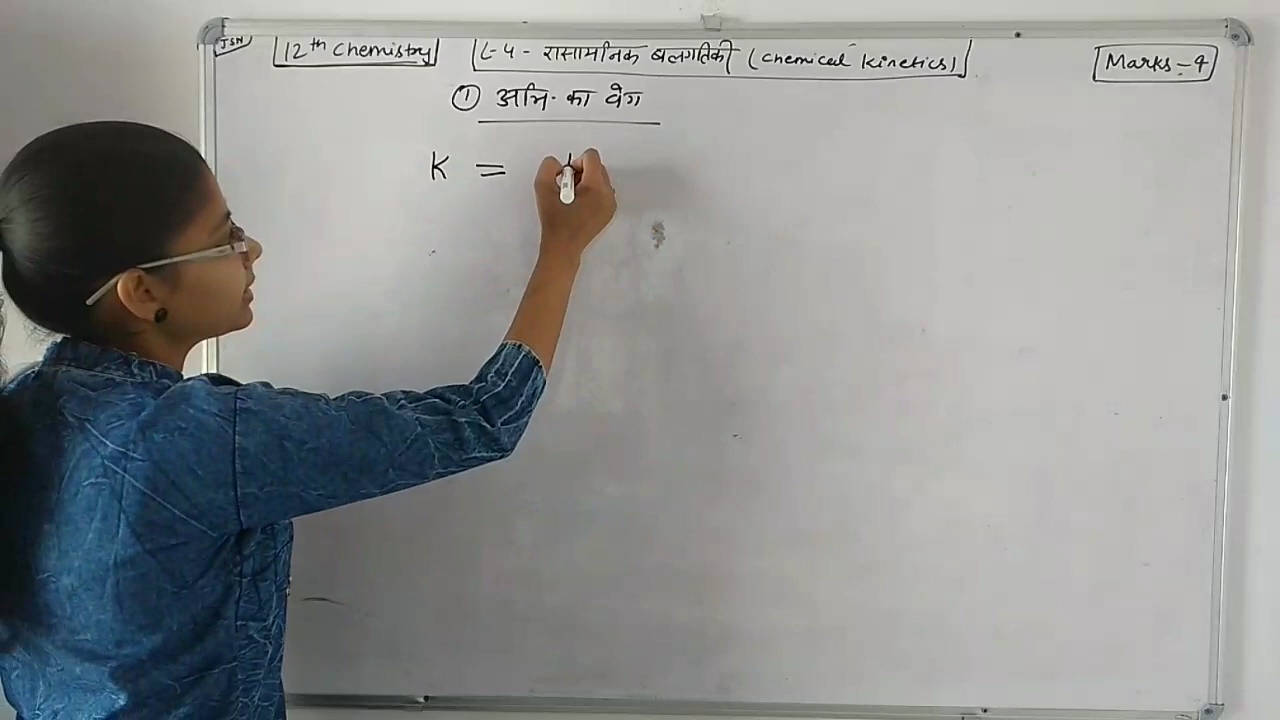 JSN 12th Chemistry L-4 - रासायनिक बलगतिकी (Chemical Kinetics) Marks - 4
① अभि. का वेग
K =